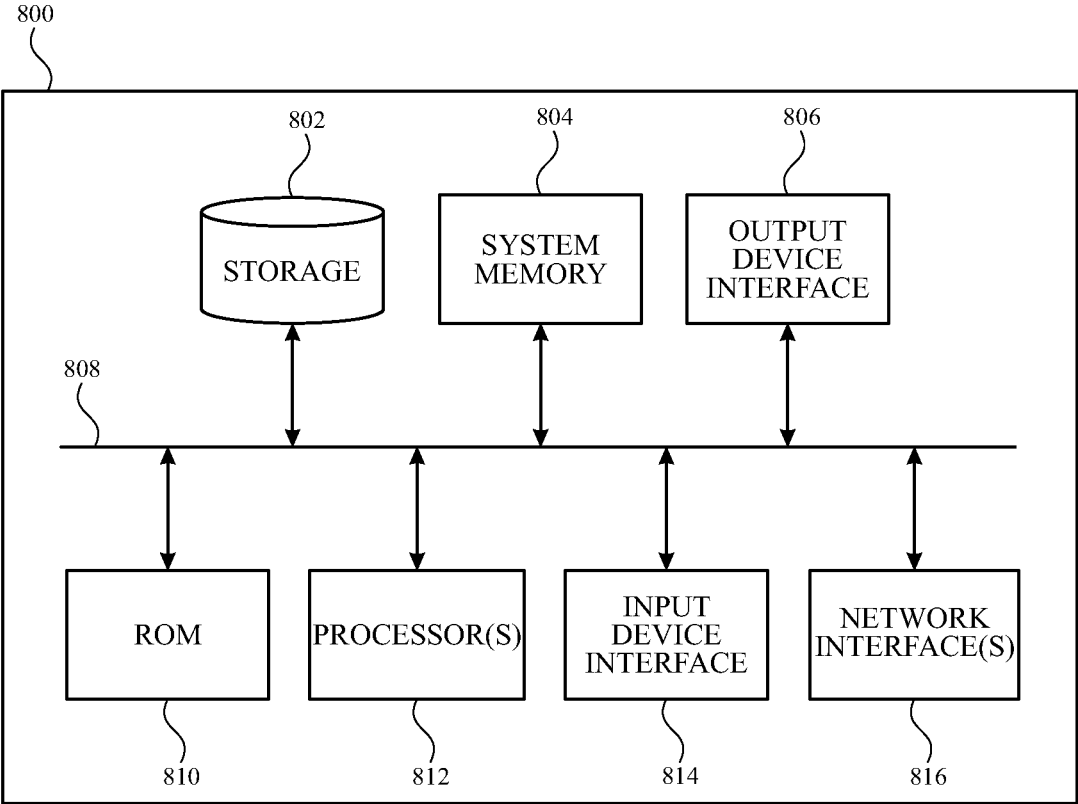 800
802
804
806
STORAGE
SYSTEM
MEMORY
OUTPUT
DEVICE
INTERFACE
808
ROM
PROCESSOR(S)
INPUT
DEVICE
INTERFACE
NETWORK
INTERFACE(S)
810
812
814
816